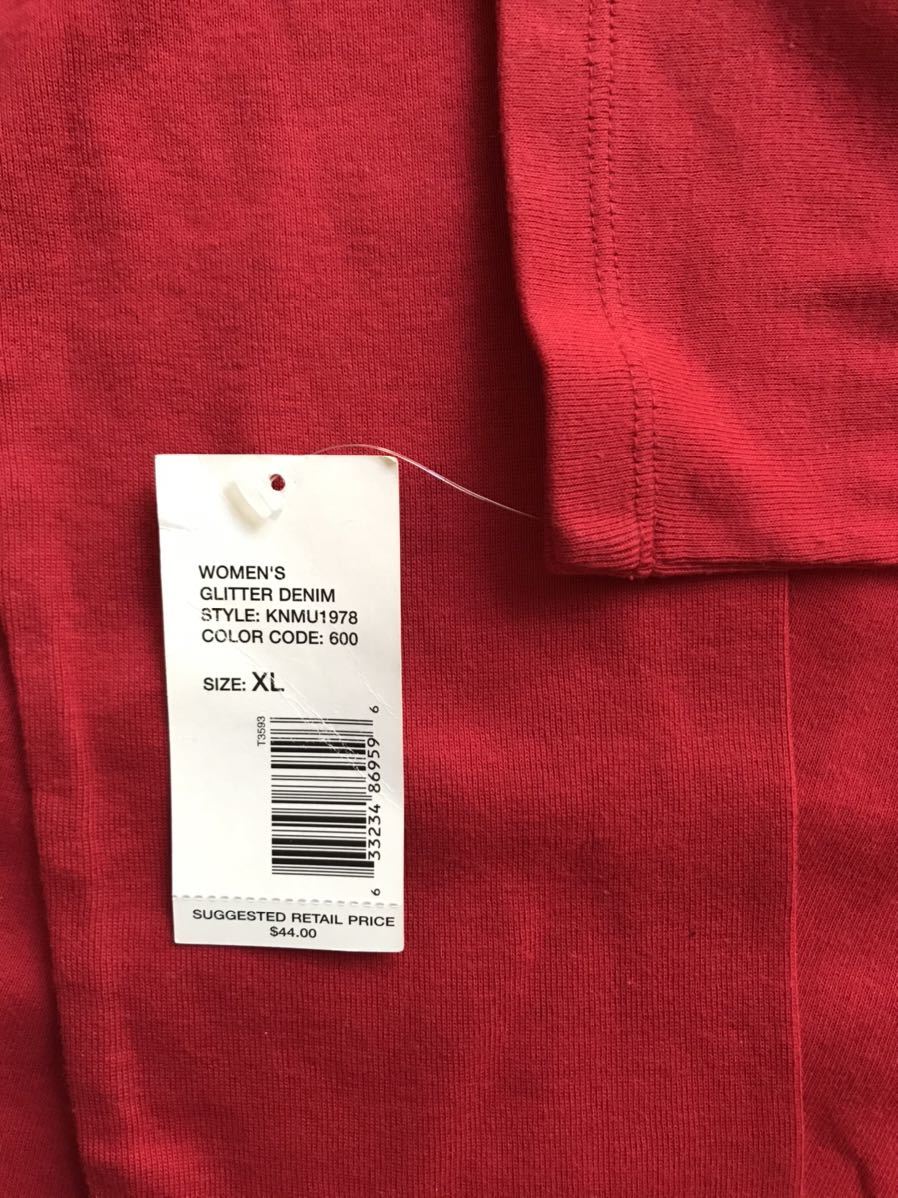 WOMEN'S
GLITTER DENIM
STYLE: KNMU1978
COLOR CODE: 600
SIZE: XL
T3593
6 33234 86959 6
SUGGESTED RETAIL PRICE
$44.00